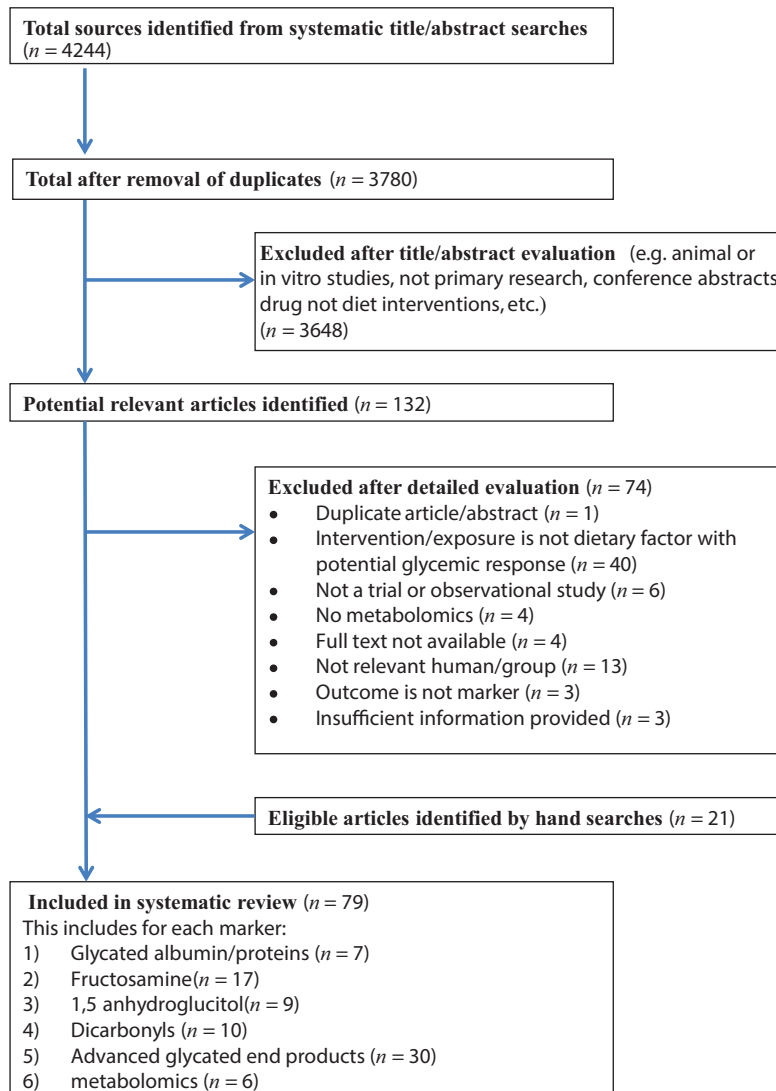 Total sources identified from systematic title/abstract searches
(n = 4244)
Total after removal of duplicates (n = 3780)
Excluded after title/abstract evaluation (e.g. animal or
in vitro studies, not primary research, conference abstracts
drug not diet interventions, etc.)
(n = 3648)
Potential relevant articles identified (n = 132)
Excluded after detailed evaluation (n = 74)
• Duplicate article/abstract (n = 1)
• Intervention/exposure is not dietary factor with
potential glycemic response (n = 40)
• Not a trial or observational study (n = 6)
• No metabolomics (n = 4)
• Full text not available (n = 4)
• Not relevant human/group (n = 13)
• Outcome is not marker (n = 3)
• Insufficient information provided (n = 3)
Eligible articles identified by hand searches (n = 21)
Included in systematic review (n = 79)
This includes for each marker:
1) Glycated albumin/proteins (n = 7)
2) Fructosamine(n = 17)
3) 1,5 anhydroglucitol(n = 9)
4) Dicarbonyls (n = 10)
5) Advanced glycated end products (n = 30)
6) metabolomics (n = 6)